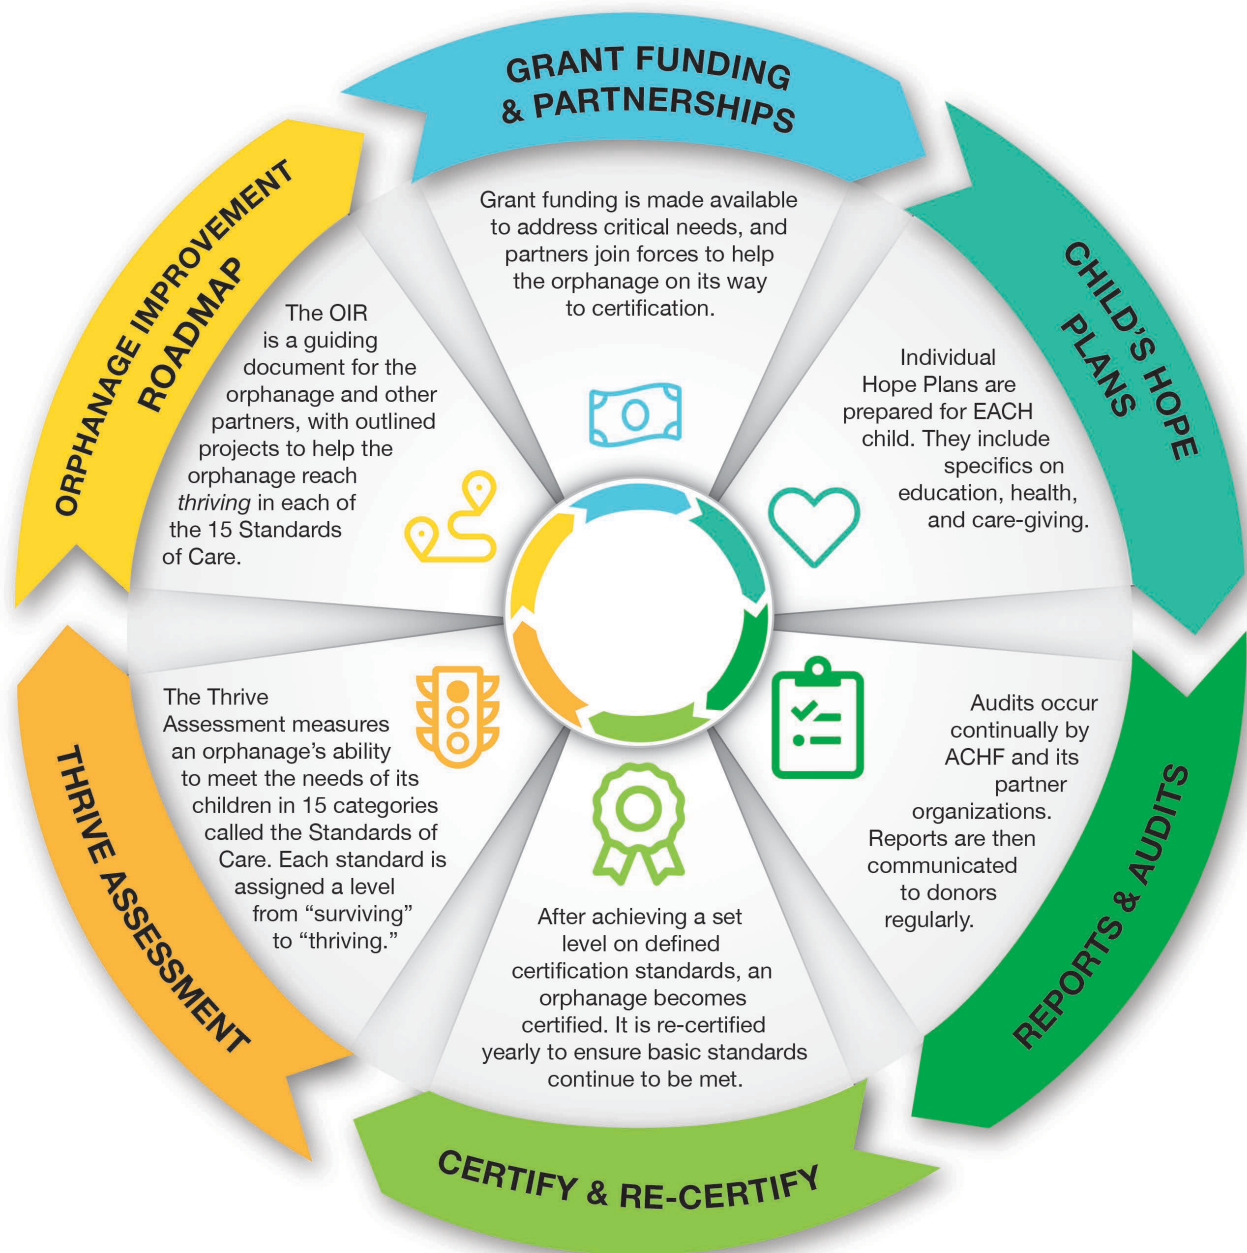 GRANT FUNDING
& PARTNERSHIPS
Grant funding is made available
to address critical needs, and
partners join forces to help
the orphanage on its way
to certification.
CHILD'S HOPE
PLANS
Individual
Hope Plans are
prepared for EACH
child. They include
specifics on
education, health,
and care-giving.
REPORTS & AUDITS
Audits occur
continually by
ACHF and its
partner
organizations.
Reports are then
communicated
to donors
regularly.
CERTIFY & RE-CERTIFY
After achieving a set
level on defined
certification standards, an
orphanage becomes
certified. It is re-certified
yearly to ensure basic standards
continue to be met.
THRIVE ASSESSMENT
The Thrive
Assessment measures
an orphanage’s ability
to meet the needs of its
children in 15 categories
called the Standards of
Care. Each standard is
assigned a level
from “surviving”
to “thriving.”
ORPHANAGE IMPROVEMENT
ROADMAP
The OIR
is a guiding
document for the
orphanage and other
partners, with outlined
projects to help the
orphanage reach
thriving in each of
the 15 Standards
of Care.